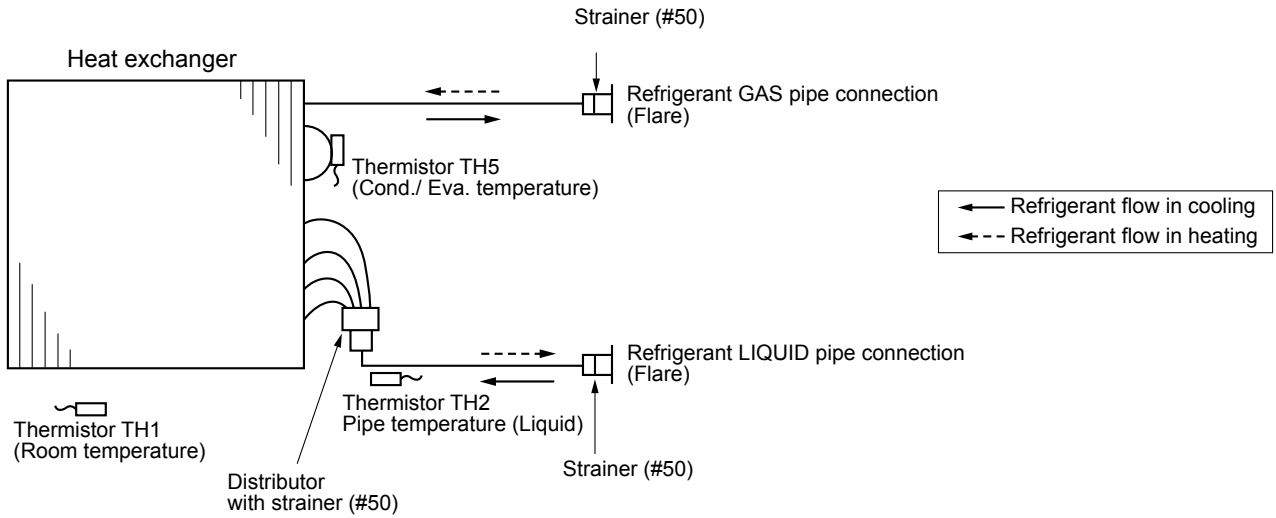 Strainer (#50)
Heat exchanger
Refrigerant GAS pipe connection
(Flare)
Thermistor TH5
(Cond./ Eva. temperature)
Refrigerant flow in cooling
Refrigerant flow in heating
Refrigerant LIQUID pipe connection
(Flare)
Thermistor TH2
Pipe temperature (Liquid)
Thermistor TH1
(Room temperature)
Strainer (#50)
Distributor
with strainer (#50)